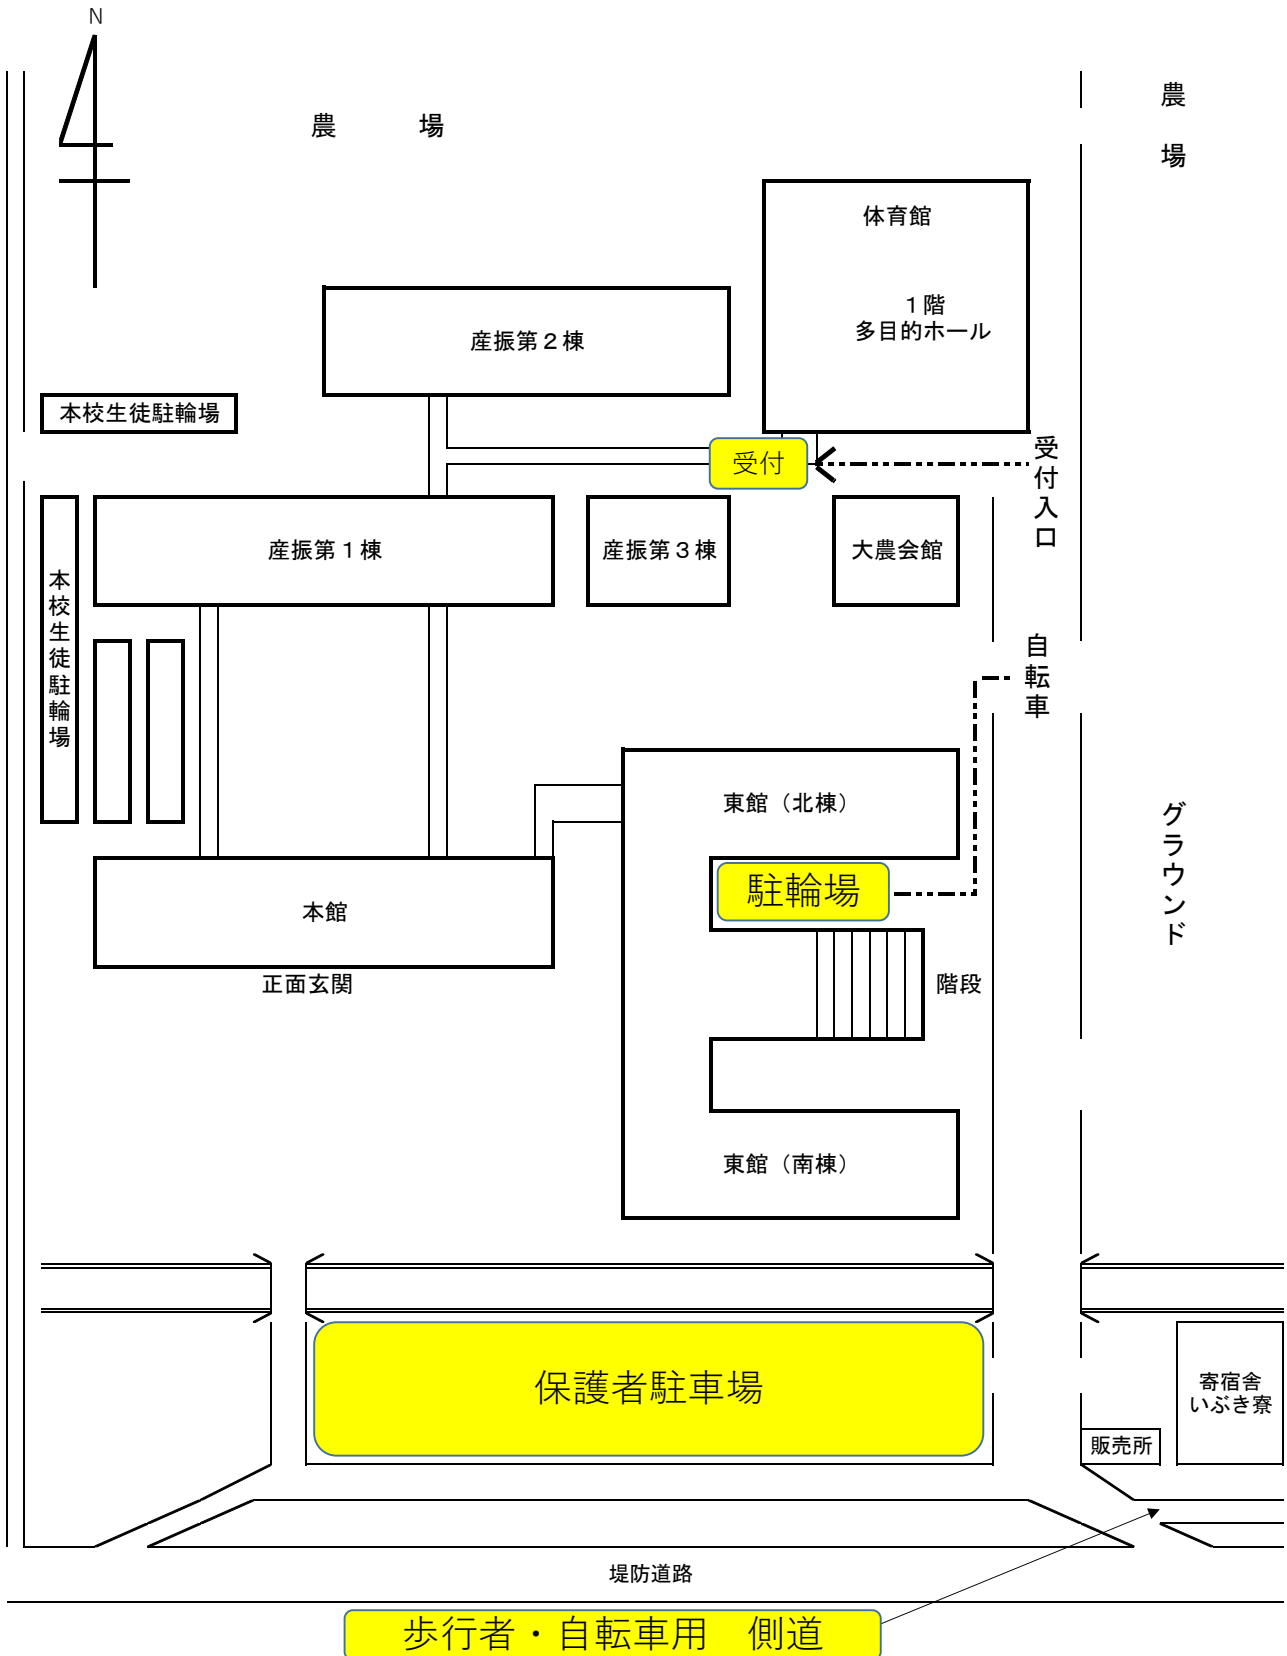 N
農　場
農場
体育館
１階
多目的ホール
産振第２棟
本校生徒駐輪場
受付
受付入口
産振第１棟
産振第３棟
大農会館
本校生徒駐輪場
自転車
東館（北棟）
グラウンド
駐輪場
本館
正面玄関
階段
東館（南棟）
保護者駐車場
寄宿舎
いぶき寮
販売所
堤防道路
歩行者・自転車用　側道